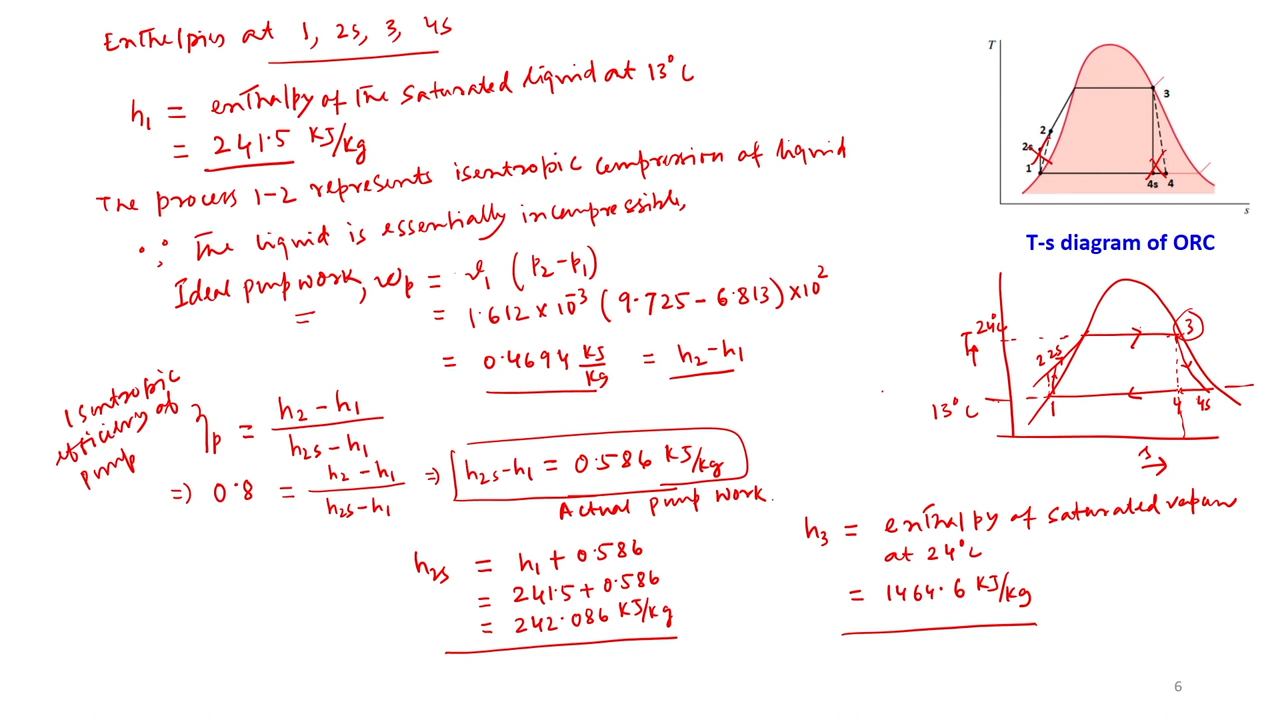 Enthalpies at 1, 2s, 3, 4s
h₁ = enthalpy of the saturated liquid at 13°C
= 241.5 KJ/kg
The process 1-2 represents isentropic compression of liquid
∵ The liquid is essentially incompressible,
Ideal pump work, wp = v₁ (p₂-p₁)
= 1.612 × 10⁻³ (9.725 - 6.813) × 10²
= 0.4694 KJ/Kg = h₂-h₁
Isentropic efficiency of pump
ηp = (h₂-h₁)/(h₂s-h₁)
⇒ 0.8 = (h₂-h₁)/(h₂s-h₁) ⇒ h₂s-h₁ = 0.586 KJ/kg
Actual pump work.
h₂s = h₁ + 0.586
= 241.5 + 0.586
= 242.086 KJ/kg
h₃ = enthalpy of saturated vapour
at 24°C
= 1464.6 KJ/kg
T
3
2
2s
1
4s 4
s
T-s diagram of ORC
T
24°C
3
2 2s
13°C
1
4 4s
s
6